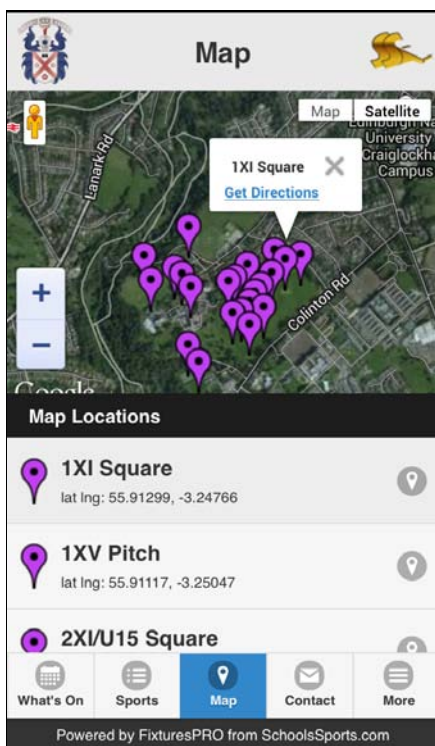 Map
Map Satellite
Lanark Rd
Edinburgh Na
University
Craiglockha
Campus
1XI Square
Get Directions
Colinton Rd
+
−
Google
Map Locations
1XI Square
lat lng: 55.91299, -3.24766
1XV Pitch
lat lng: 55.91117, -3.25047
2XI/U15 Square
What's On Sports Map Contact More
Powered by FixturesPRO from SchoolsSports.com